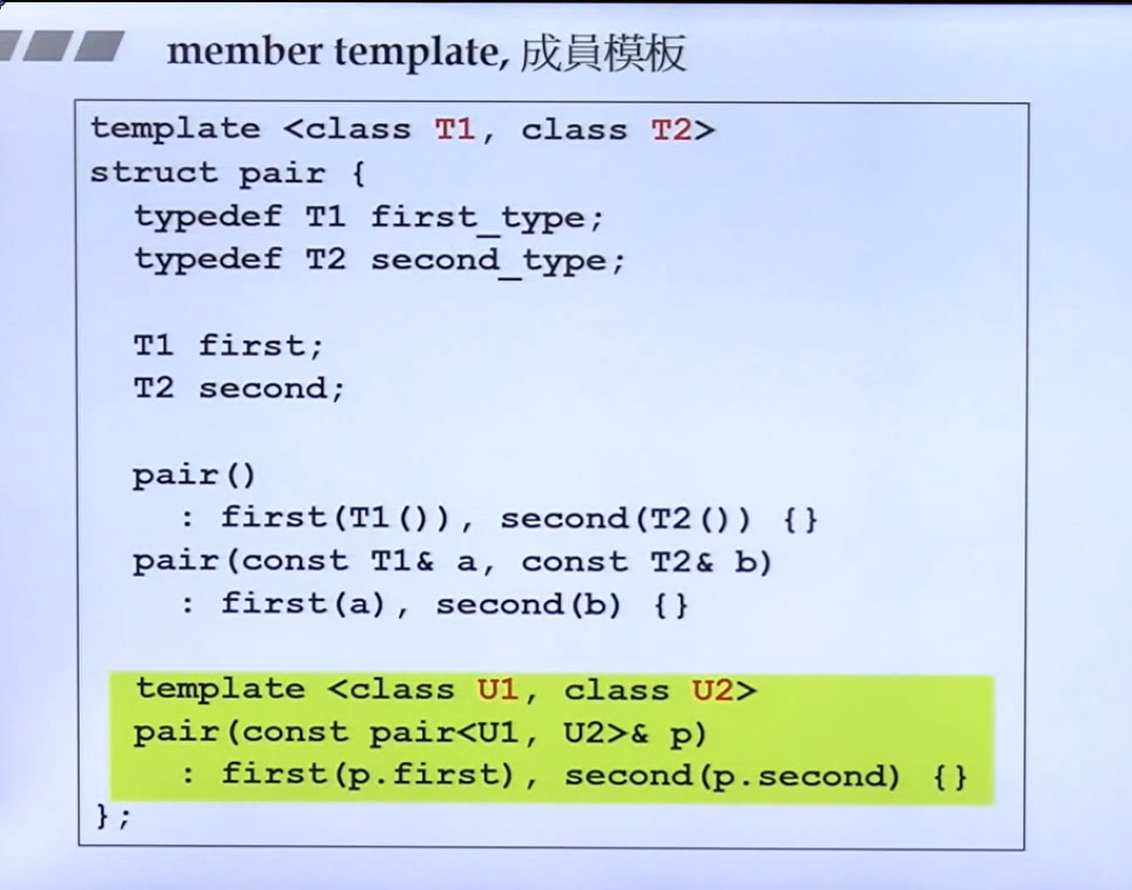 member template, 成員模板
template <class T1, class T2>
struct pair {
typedef T1 first_type;
typedef T2 second_type;
T1 first;
T2 second;
pair()
: first(T1()), second(T2()) {}
pair(const T1& a, const T2& b)
: first(a), second(b) {}
template <class U1, class U2>
pair(const pair<U1, U2>& p)
: first(p.first), second(p.second) {}
};